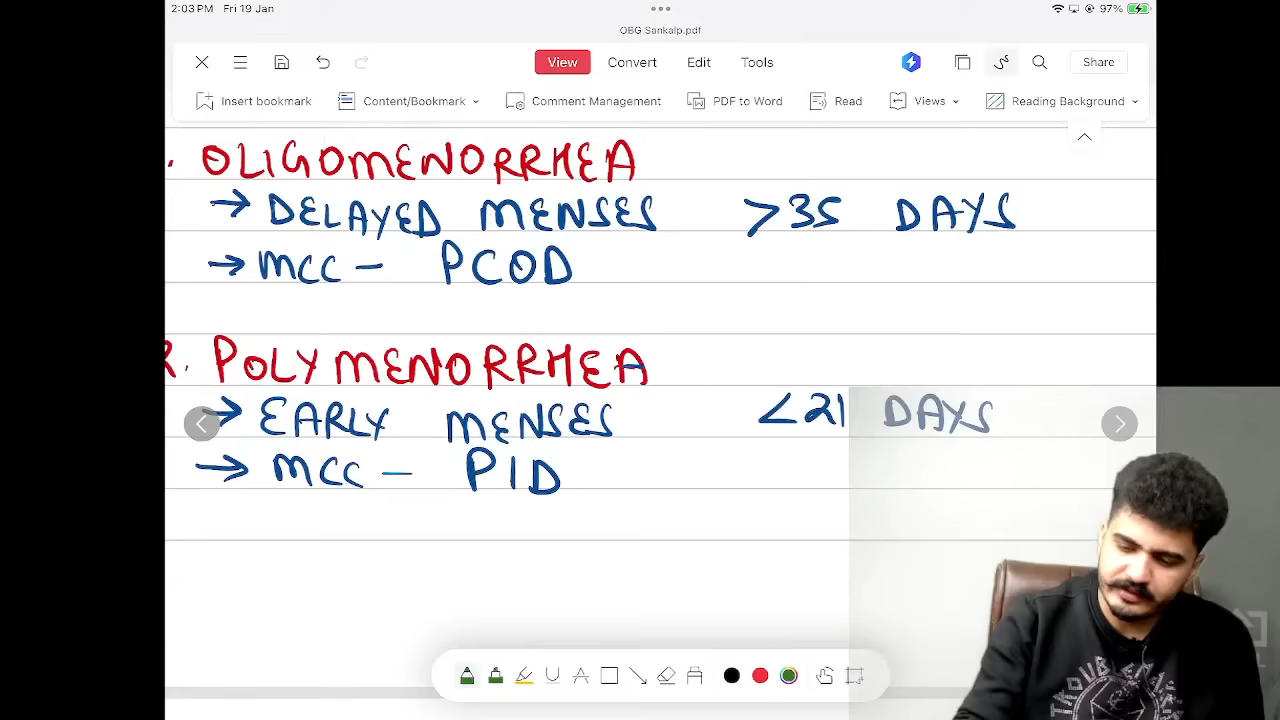 2:03 PM Fri 19 Jan
97%
OBG Sankalp.pdf
View Convert Edit Tools Share
Insert bookmark Content/Bookmark Comment Management PDF to Word Read Views Reading Background
. OLIGOMENORRHEA
→ DELAYED MENSES >35 DAYS
→ MCC - PCOD
2. POLYMENORRHEA
→ EARLY MENSES <21 DAYS
→ MCC - PID